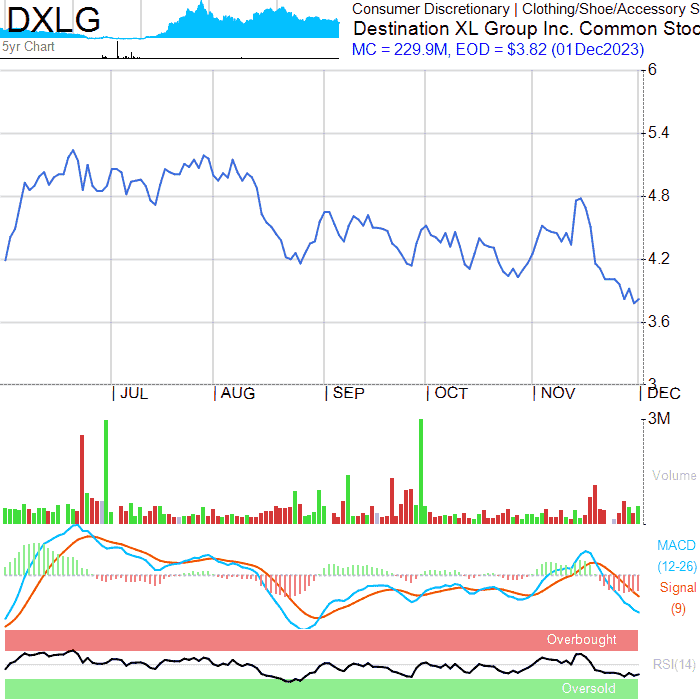 DXLG
5yr Chart
Consumer Discretionary | Clothing/Shoe/Accessory S
Destination XL Group Inc. Common Stoc
MC = 229.9M, EOD = $3.82 (01Dec2023)
6
5.4
4.8
4.2
3.6
3
| JUL | AUG | SEP | OCT | NOV | DEC
3M
Volume
MACD
(12-26)
Signal
(9)
Overbought
RSI(14)
Oversold